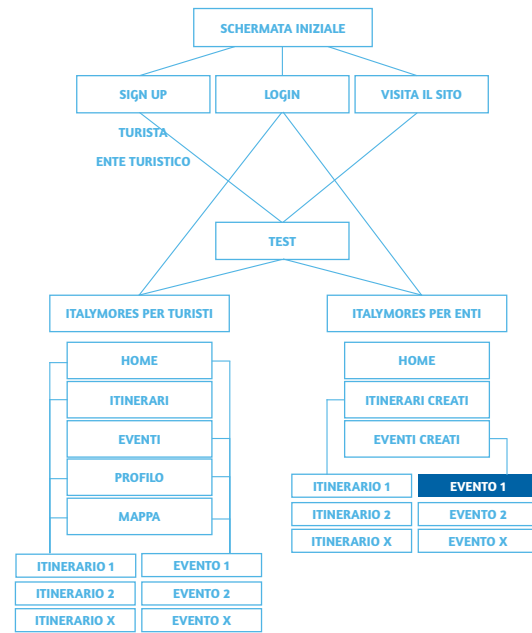 SCHERMATA INIZIALE
SIGN UP
LOGIN
VISITA IL SITO
TURISTA
ENTE TURISTICO
TEST
ITALYMORES PER TURISTI
ITALYMORES PER ENTI
HOME
ITINERARI
EVENTI
PROFILO
MAPPA
ITINERARIO 1
EVENTO 1
ITINERARIO 2
EVENTO 2
ITINERARIO X
EVENTO X
HOME
ITINERARI CREATI
EVENTI CREATI
ITINERARIO 1
EVENTO 1
ITINERARIO 2
EVENTO 2
ITINERARIO X
EVENTO X